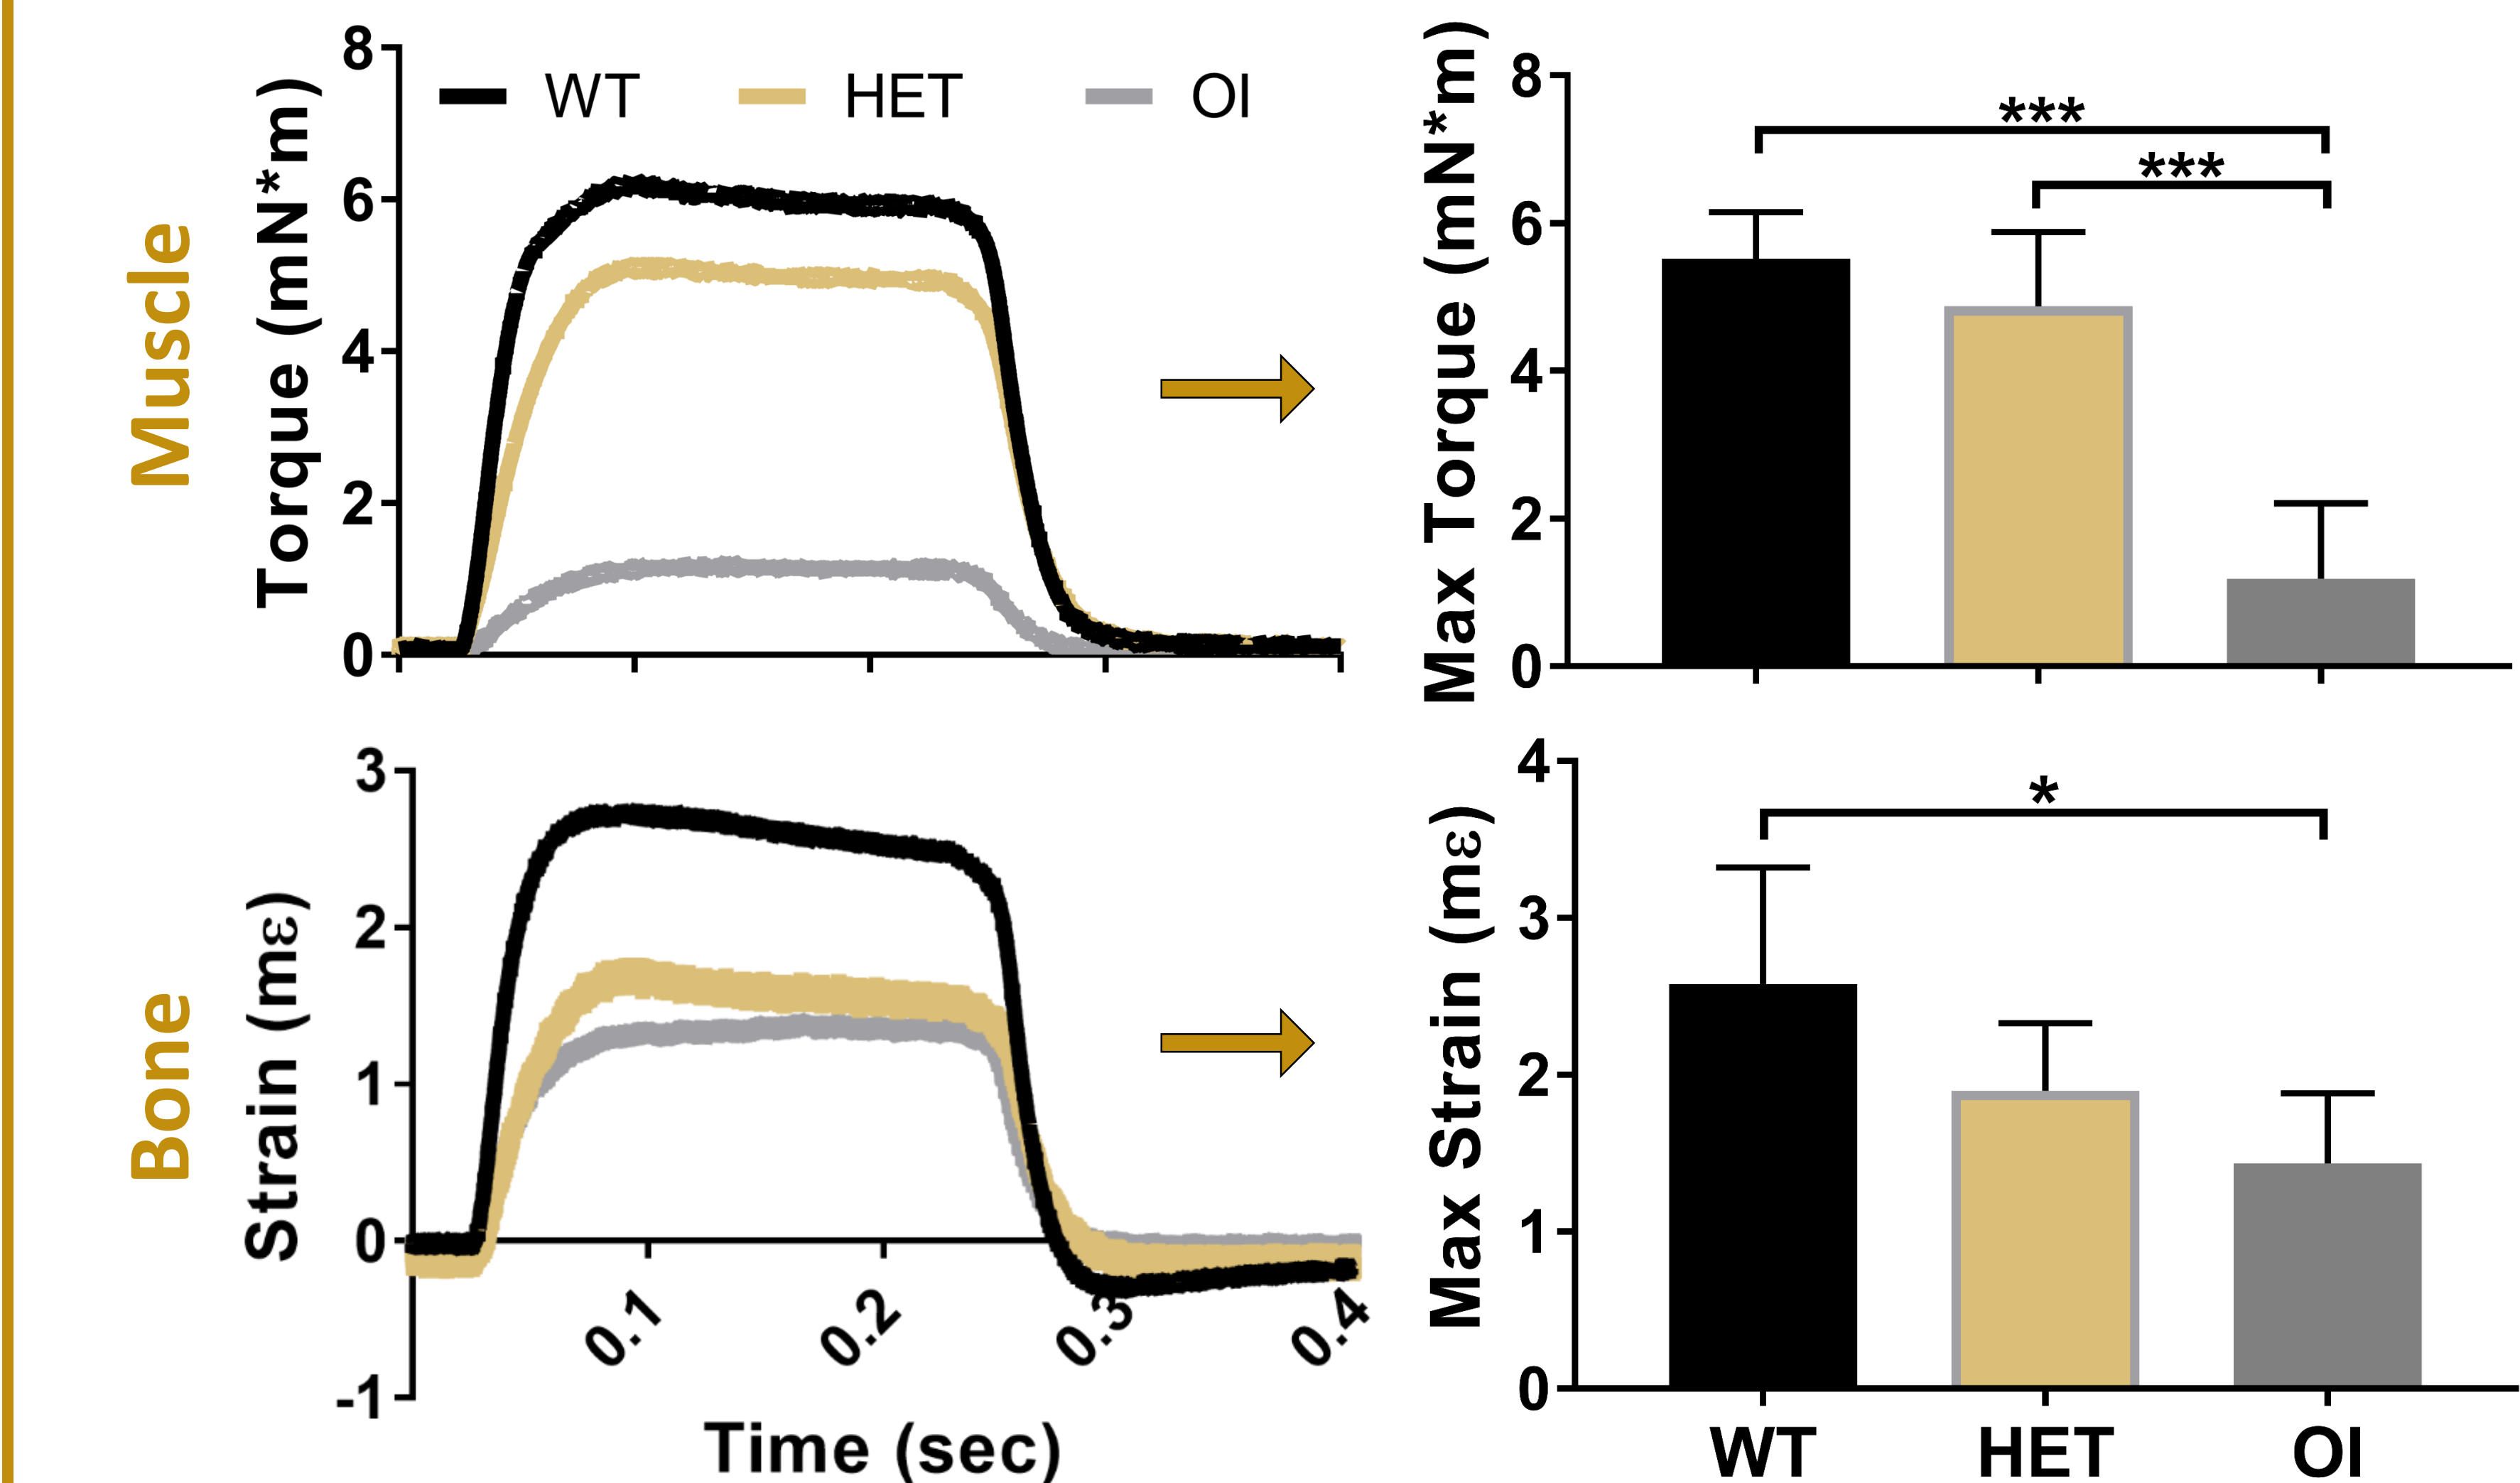 Muscle
Torque (mN*m)
8
6
4
2
0
WT HET OI
Max Torque (mN*m)
8
6
4
2
0
***
***
Bone
Strain (mε)
3
2
1
0
-1
0.1 0.2 0.3 0.4
Time (sec)
Max Strain (mε)
4
3
2
1
0
*
WT HET OI